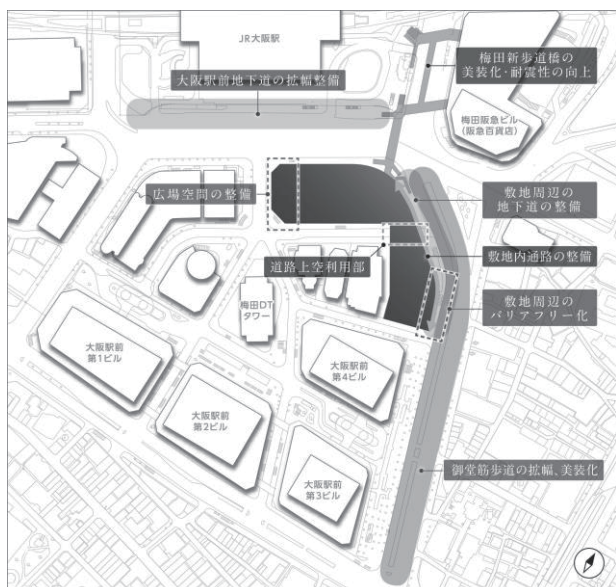 JR大阪駅
梅田新歩道橋の
美装化・耐震性の向上
大阪駅前地下道の拡幅整備
梅田阪急ビル
(阪急百貨店)
広場空間の整備
敷地周辺の
地下道の整備
道路上空利用部
敷地内通路の整備
敷地周辺の
バリアフリー化
梅田DT
タワー
大阪駅前
第1ビル
大阪駅前
第4ビル
大阪駅前
第2ビル
大阪駅前
第3ビル
御堂筋歩道の拡幅、美装化